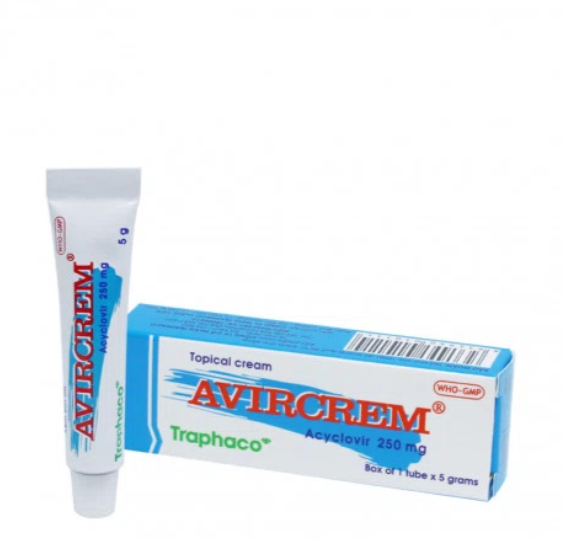 WHO-GMP
5 g
AVIRCREM®
Acyclovir 250 mg
Traphaco
Topical cream
WHO-GMP
AVIRCREM®
Acyclovir 250 mg
Traphaco
Box of 1 tube x 5 grams